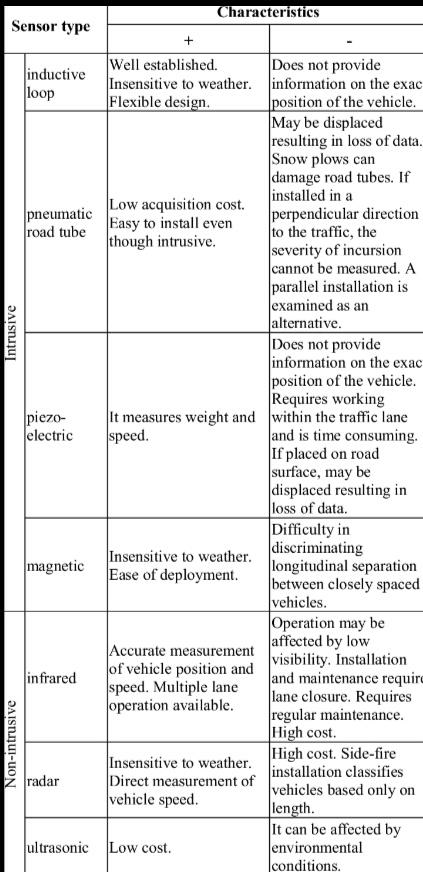 Characteristics
Sensor type
+ -
Intrusive
inductive
loop
Well established.
Insensitive to weather.
Flexible design.
Does not provide
information on the exac
position of the vehicle.
pneumatic
road tube
Low acquisition cost.
Easy to install even
though intrusive.
May be displaced
resulting in loss of data.
Snow plows can
damage road tubes. If
installed in a
perpendicular direction
to the traffic, the
severity of incursion
cannot be measured. A
parallel installation is
examined as an
alternative.
piezo-
electric
It measures weight and
speed.
Does not provide
information on the exac
position of the vehicle.
Requires working
within the traffic lane
and is time consuming.
If placed on road
surface, may be
displaced resulting in
loss of data.
magnetic
Insensitive to weather.
Ease of deployment.
Difficulty in
discriminating
longitudinal separation
between closely spaced
vehicles.
Non-intrusive
infrared
Accurate measurement
of vehicle position and
speed. Multiple lane
operation available.
Operation may be
affected by low
visibility. Installation
and maintenance require
lane closure. Requires
regular maintenance.
High cost.
radar
Insensitive to weather.
Direct measurement of
vehicle speed.
High cost. Side-fire
installation classifies
vehicles based only on
length.
ultrasonic
Low cost.
It can be affected by
environmental
conditions.